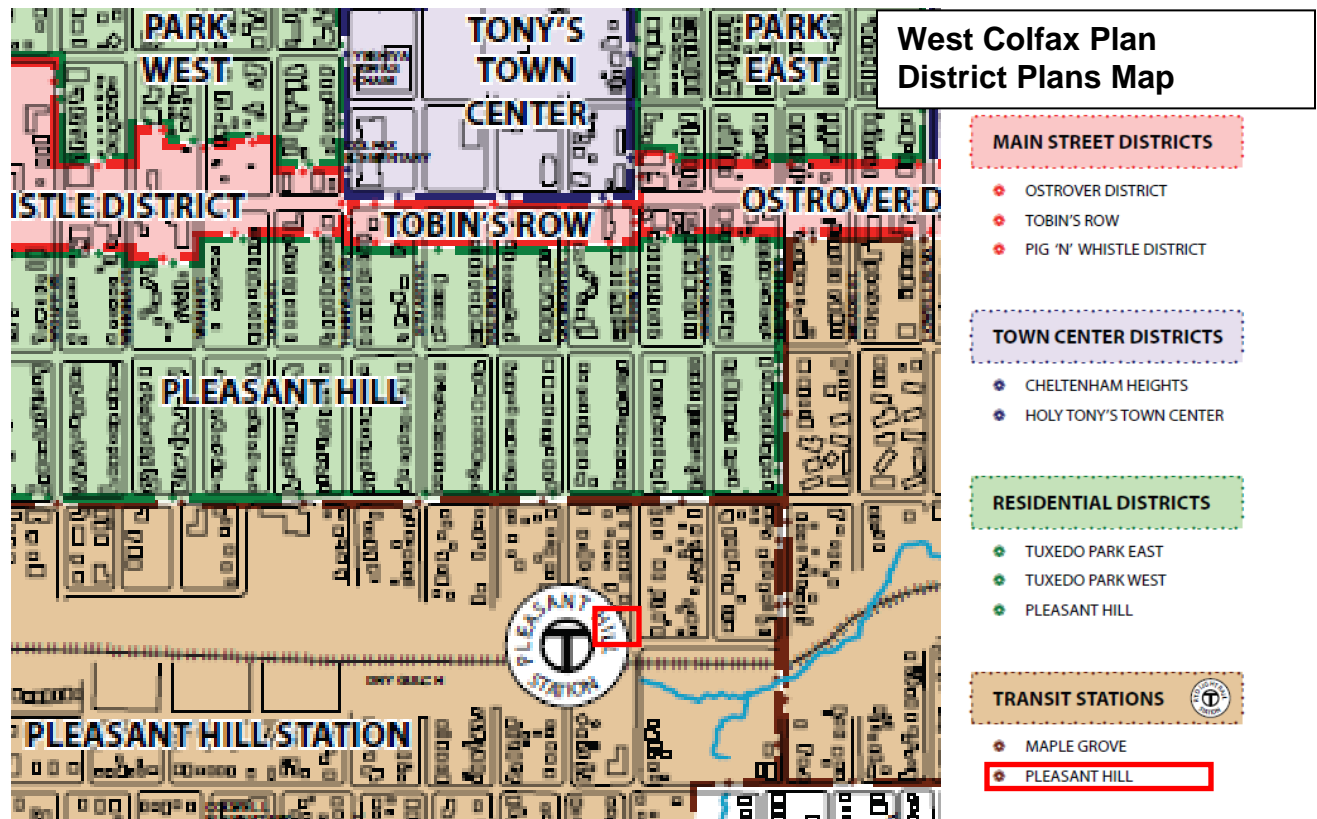 PARK
WEST
TONY'S
TOWN
CENTER
PARK
EAST
ISTLE DISTRICT
TOBIN'S ROW
OSTROVER D
PLEASANT HILL
PLEASANT HILL
STATION
T
DRY GULCH
PLEASANT HILL STATION
West Colfax Plan
District Plans Map
MAIN STREET DISTRICTS
OSTROVER DISTRICT
TOBIN'S ROW
PIG 'N' WHISTLE DISTRICT
TOWN CENTER DISTRICTS
CHELTENHAM HEIGHTS
HOLY TONY'S TOWN CENTER
RESIDENTIAL DISTRICTS
TUXEDO PARK EAST
TUXEDO PARK WEST
PLEASANT HILL
TRANSIT STATIONS
T
STATION
MAPLE GROVE
PLEASANT HILL